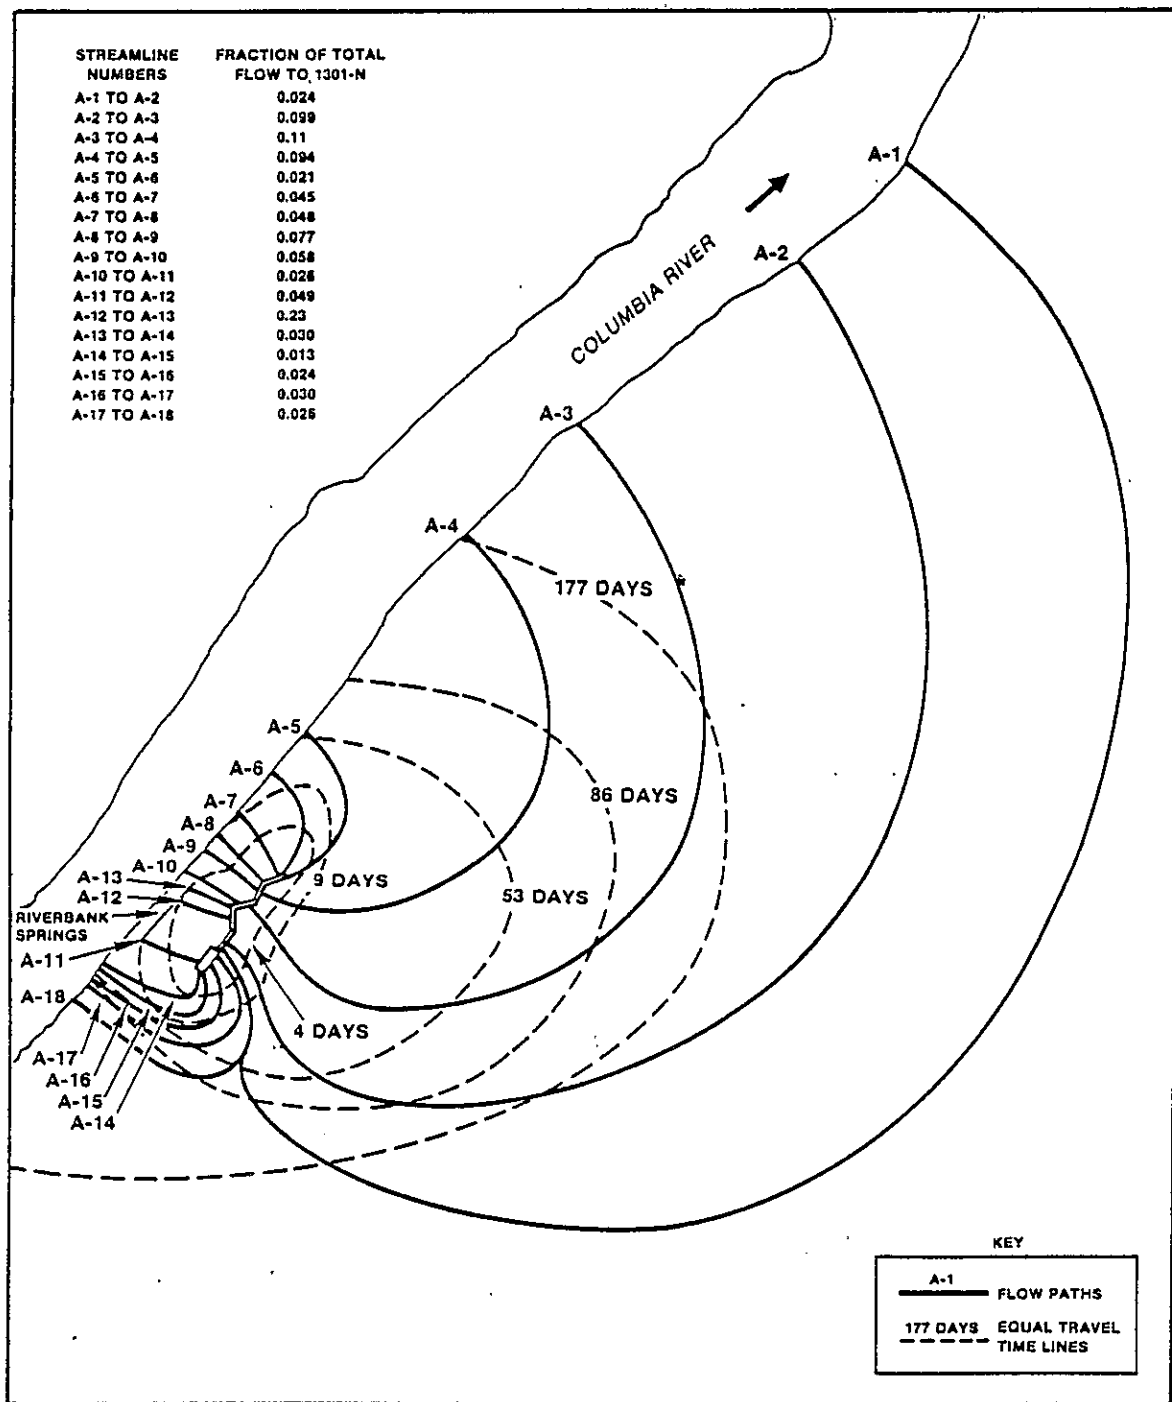 STREAMLINE NUMBERS FRACTION OF TOTAL FLOW TO 1301-N
A-1 TO A-2 0.024
A-2 TO A-3 0.099
A-3 TO A-4 0.11
A-4 TO A-5 0.094
A-5 TO A-6 0.021
A-6 TO A-7 0.045
A-7 TO A-8 0.048
A-8 TO A-9 0.077
A-9 TO A-10 0.058
A-10 TO A-11
A-11 TO A-12 0.049
A-12 TO A-13 0.23
A-13 TO A-14 0.030
A-14 TO A-15 0.013
A-15 TO A-16 0.024
A-16 TO A-17 0.030
A-17 TO A-18
A-1
A-2
COLUMBIA RIVER
A-3
A-4
177 DAYS
A-5
A-6
86 DAYS
A-7
A-8
A-9
A-10
9 DAYS
A-13
53 DAYS
A-12
RIVERBANK
SPRINGS
A-11
A-18
4 DAYS
A-17
A-16
A-15
A-14
KEY
A-1
FLOW PATHS
177 DAYS EQUAL TRAVEL
TIME LINES